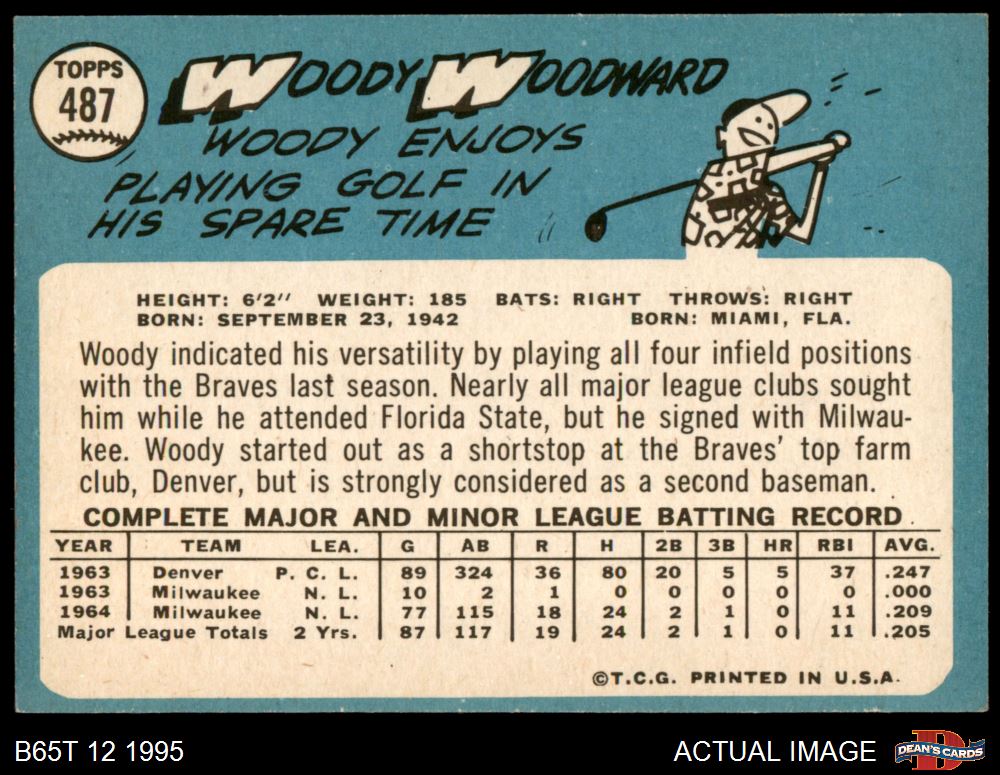 TOPPS
487
WOODY WOODWARD
WOODY ENJOYS
PLAYING GOLF IN
HIS SPARE TIME
HEIGHT: 6'2" WEIGHT: 185 BATS: RIGHT THROWS: RIGHT
BORN: SEPTEMBER 23, 1942 BORN: MIAMI, FLA.
Woody indicated his versatility by playing all four infield positions
with the Braves last season. Nearly all major league clubs sought
him while he attended Florida State, but he signed with Milwau-
kee. Woody started out as a shortstop at the Braves' top farm
club, Denver, but is strongly considered as a second baseman.
COMPLETE MAJOR AND MINOR LEAGUE BATTING RECORD
YEAR TEAM LEA. G AB R H 2B 3B HR RBI AVG.
1963 Denver P. C. L. 89 324 36 80 20 5 5 37 .247
1963 Milwaukee N. L. 10 2 1 0 0 0 0 0 .000
1964 Milwaukee N. L. 77 115 18 24 2 1 0 11 .209
Major League Totals 2 Yrs. 87 117 19 24 2 1 0 11 .205
©T.C.G. PRINTED IN U.S.A.
B65T 12 1995 ACTUAL IMAGE DEAN'S CARDS